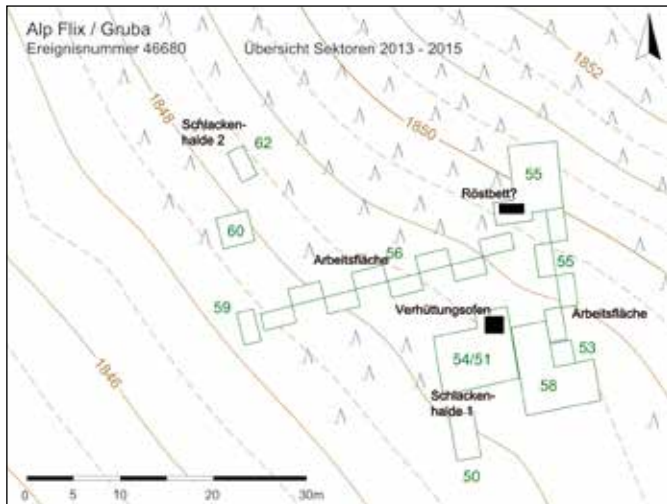 Alp Flix / Gruba
Ereignisnummer 46680
Übersicht Sektoren 2013 - 2015
1852
1848
1850
Schlacken-
halde 2
62
55
Röstbett?
60
56
Arbeitsfläche
55
59
Verhüttungsofen
Arbeitsfläche
53
54/51
1846
58
Schlacken-
halde 1
50
0 5 10 15 20 30m